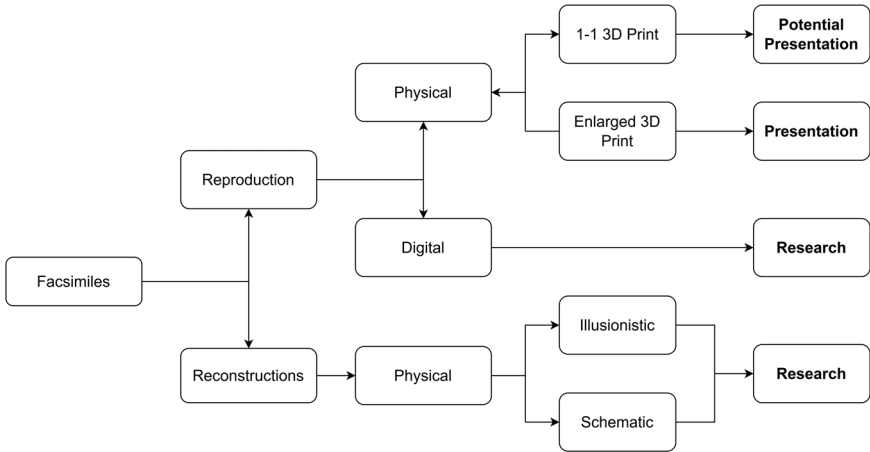 1-1 3D Print
Potential
Presentation
Physical
Enlarged 3D
Print
Presentation
Reproduction
Digital
Research
Facsimiles
Illusionistic
Reconstructions
Physical
Research
Schematic